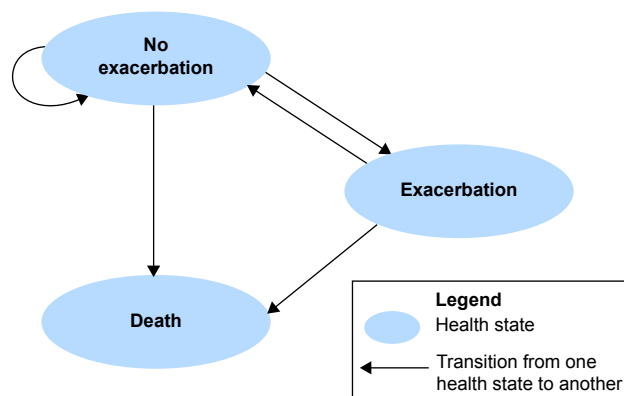 No
exacerbation
Exacerbation
Death
Legend
Health state
Transition from one
health state to another